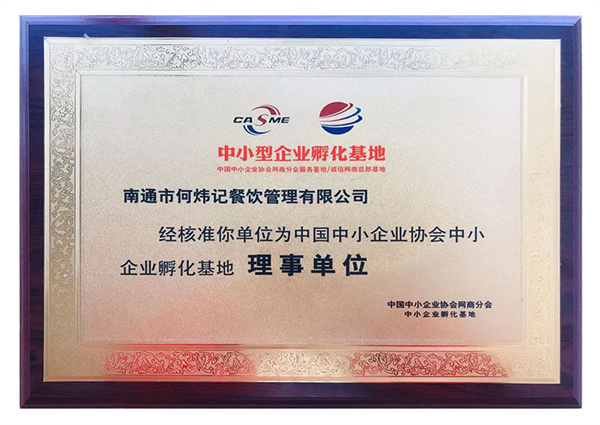 CASME
中小型企业孵化基地
中国中小企业协会网商分会服务基地/诚信网商总部基地
南通市何炜记餐饮管理有限公司
经核准你单位为中国中小企业协会中小
企业孵化基地 理事单位
中国中小企业协会网商分会
中小企业孵化基地